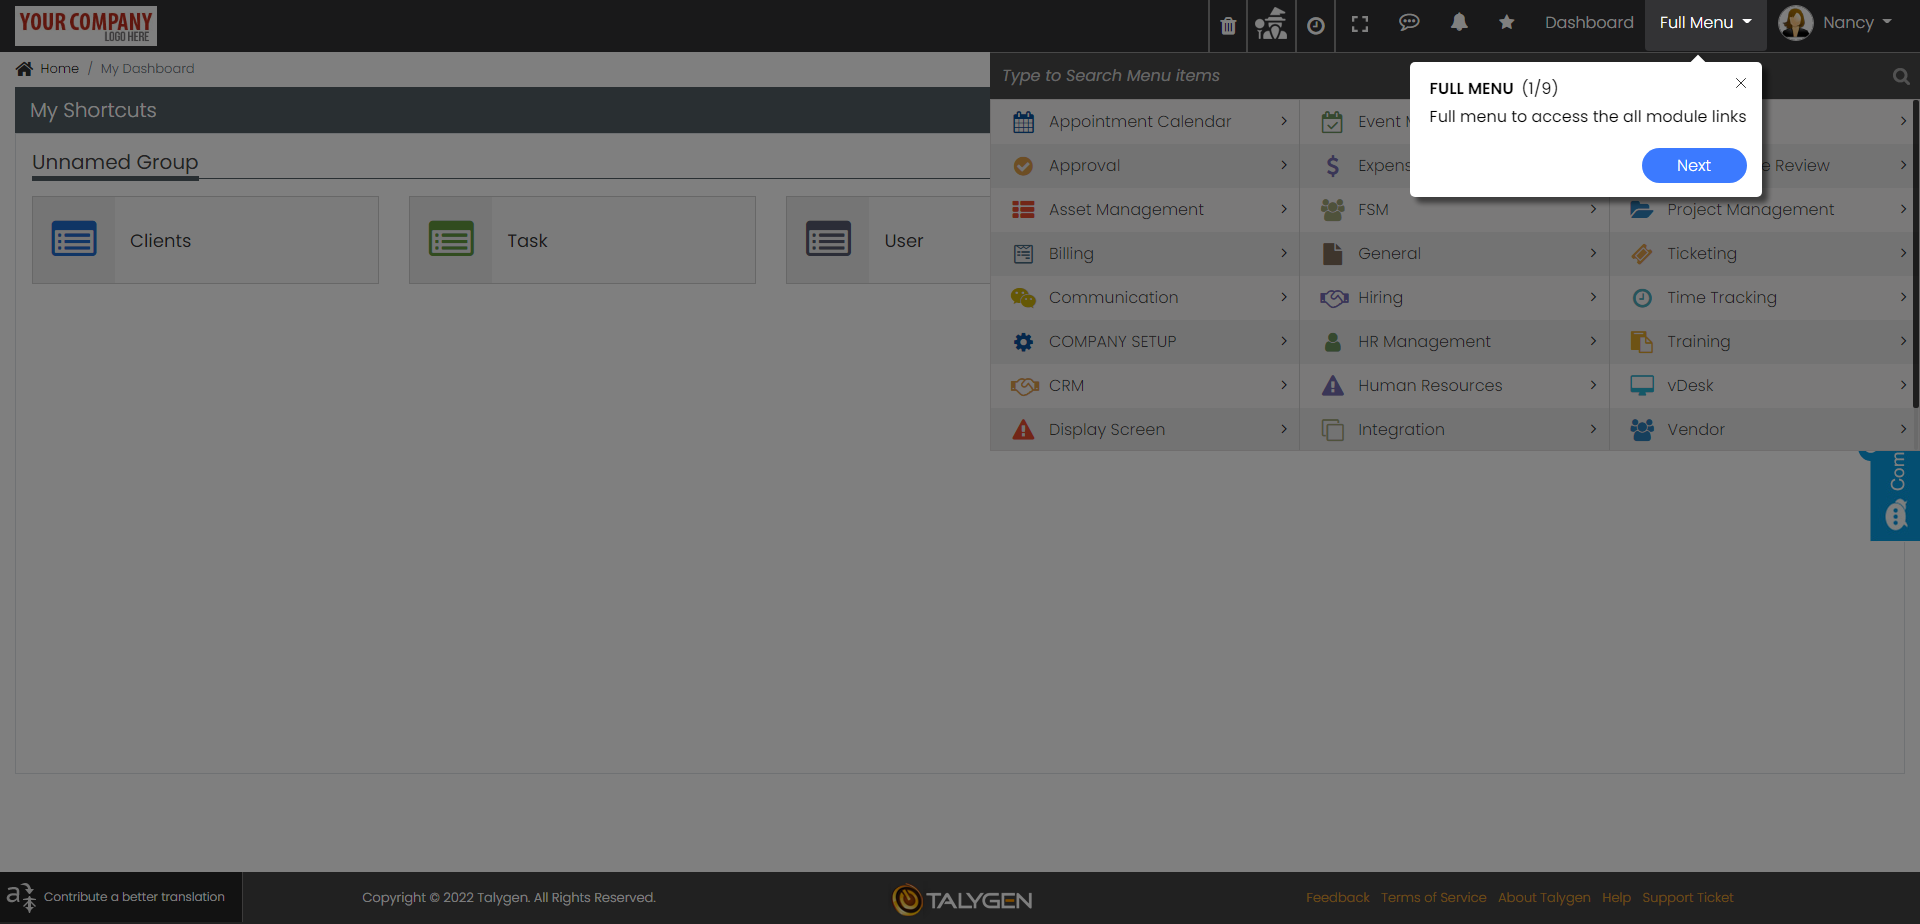 YOUR COMPANY
LOGO HERE
Dashboard
Full Menu
Nancy
Home / My Dashboard
My Shortcuts
Unnamed Group
Clients
Task
User
Type to Search Menu items
FULL MENU (1/9)
Full menu to access the all module links
Next
Appointment Calendar
Approval
Asset Management
Billing
Communication
COMPANY SETUP
CRM
Display Screen
Event
Expens
FSM
General
Hiring
HR Management
Human Resources
Integration
Review
Project Management
Ticketing
Time Tracking
Training
vDesk
Vendor
Com
Contribute a better translation
Copyright © 2022 Talygen. All Rights Reserved.
TALYGEN
Feedback Terms of Service About Talygen Help Support Ticket